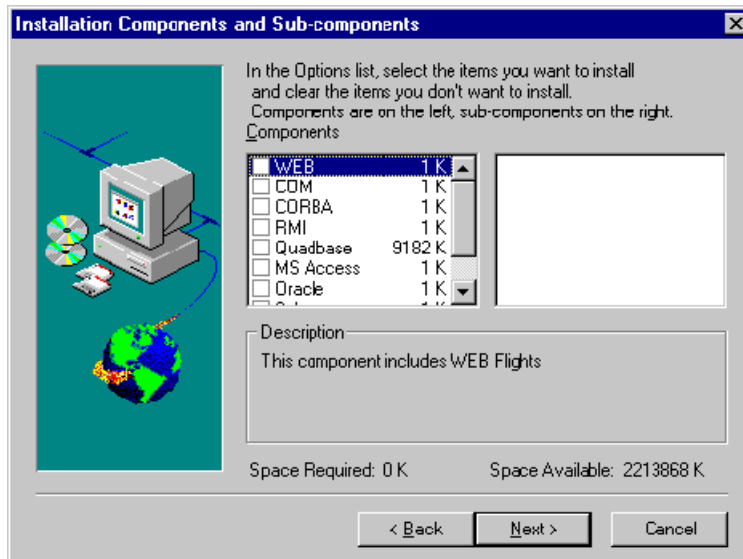 Installation Components and Sub-components
In the Options list, select the items you want to install
and clear the items you don't want to install.
Components are on the left, sub-components on the right.
Components
WEB 1 K
COM 1 K
CORBA 1 K
RMI 1 K
Quadbase 9182 K
MS Access 1 K
Oracle 1 K
Description
This component includes WEB Flights
Space Required: 0 K Space Available: 2213868 K
< Back Next > Cancel